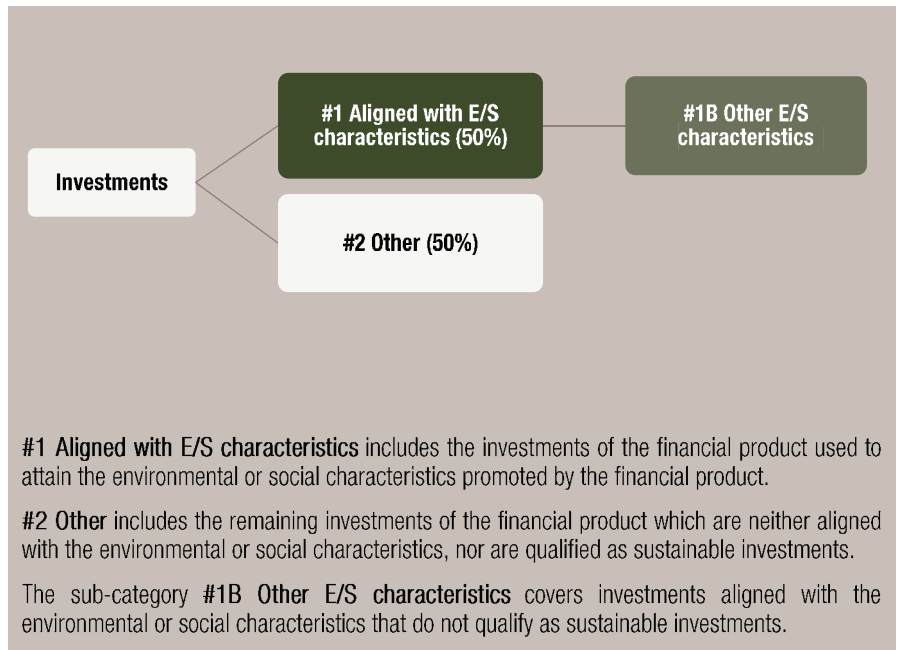 #1 Aligned with E/S
characteristics (50%)
#1B Other E/S
characteristics
Investments
#2 Other (50%)
#1 Aligned with E/S characteristics includes the investments of the financial product used to
attain the environmental or social characteristics promoted by the financial product.
#2 Other includes the remaining investments of the financial product which are neither aligned
with the environmental or social characteristics, nor are qualified as sustainable investments.
The sub-category #1B Other E/S characteristics covers investments aligned with the
environmental or social characteristics that do not qualify as sustainable investments.